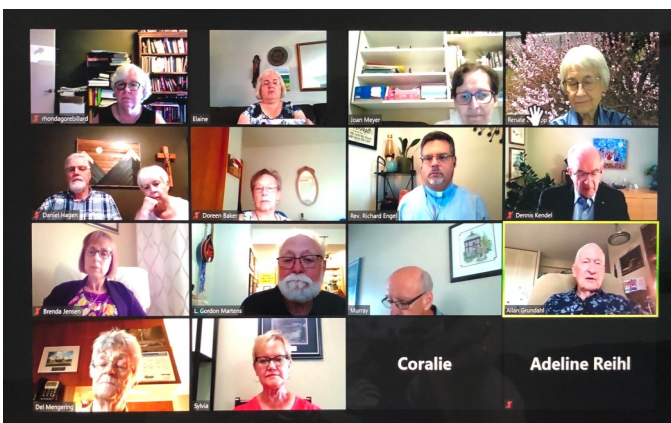 rhondagorebillard
Elaine
Joan Meyer
Renate
Daniel Hagen
Doreen Baker
Rev. Richard Engel
Dennis Kendel
Brenda Jensen
L. Gordon Martens
Murray
Allan Grundahl
Del Mengering
Sylvia
Coralie
Adeline Reihl